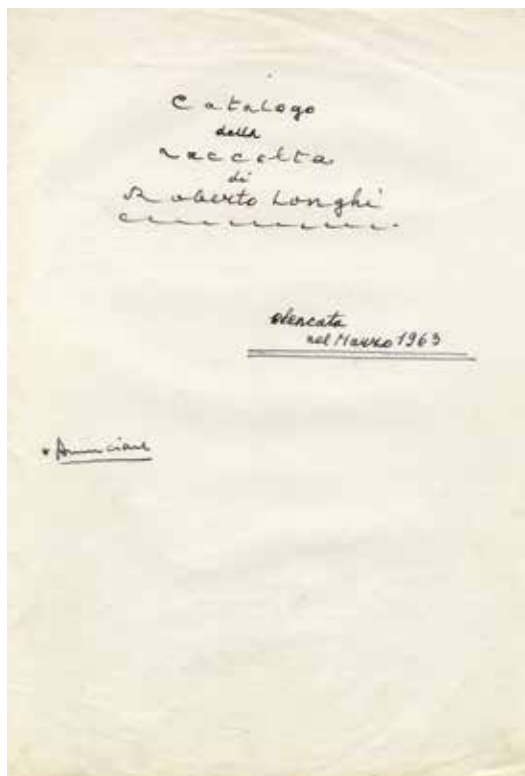 Catalogo
della
raccolta
di
Roberto Longhi
elencata
nel Marzo 1963